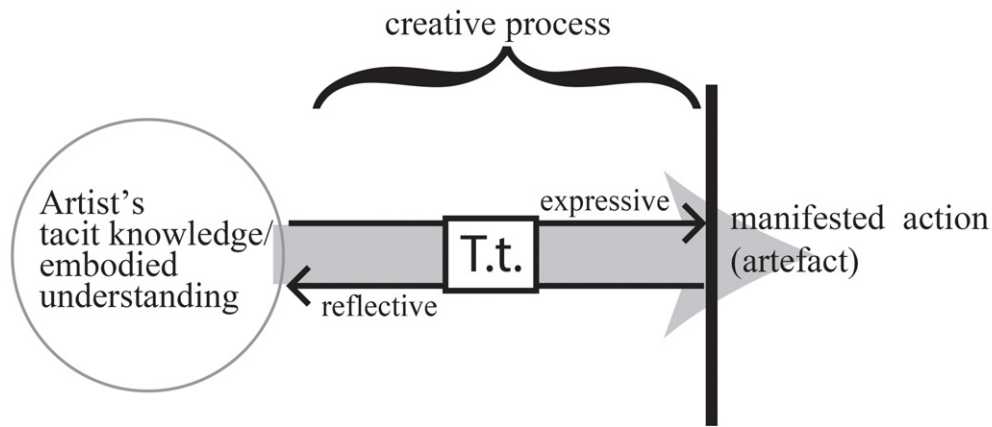 creative process
Artist's
tacit knowledge/
embodied
understanding
expressive
T.t.
reflective
manifested action
(artefact)